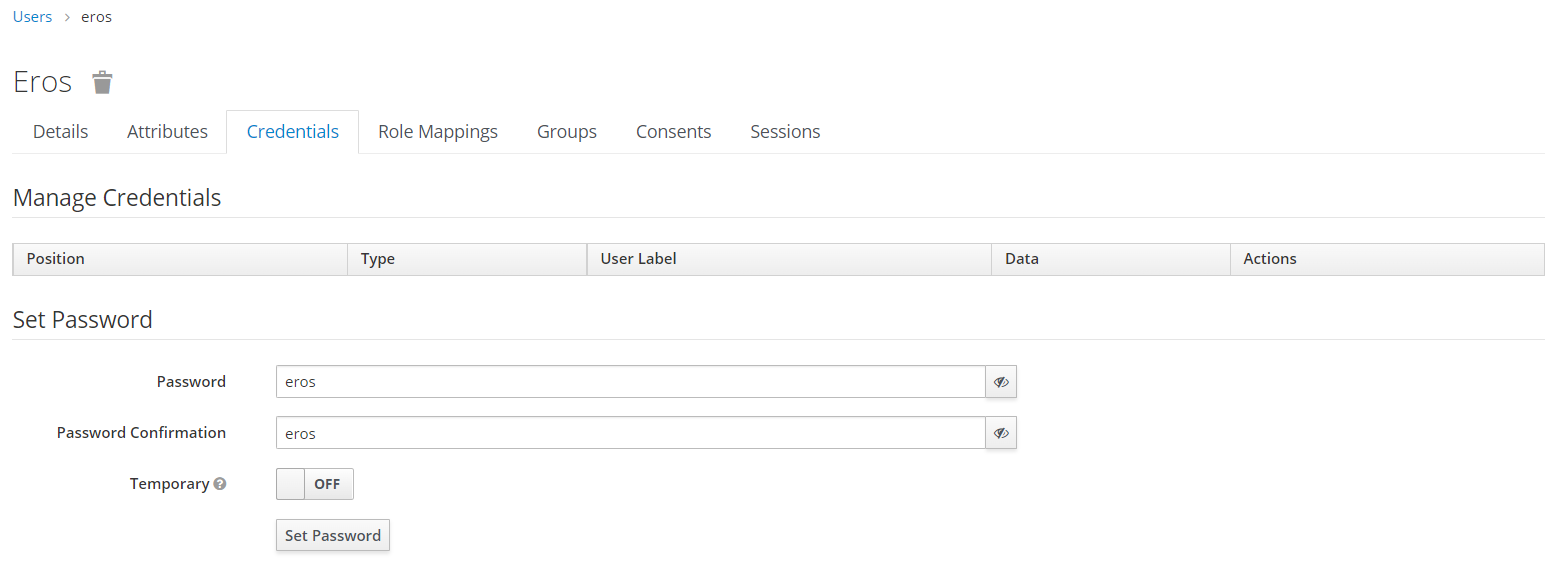 Users > eros
Eros
Details Attributes Credentials Role Mappings Groups Consents Sessions
Manage Credentials
Position Type User Label Data Actions
Set Password
Password eros
Password Confirmation eros
Temporary ? OFF
Set Password